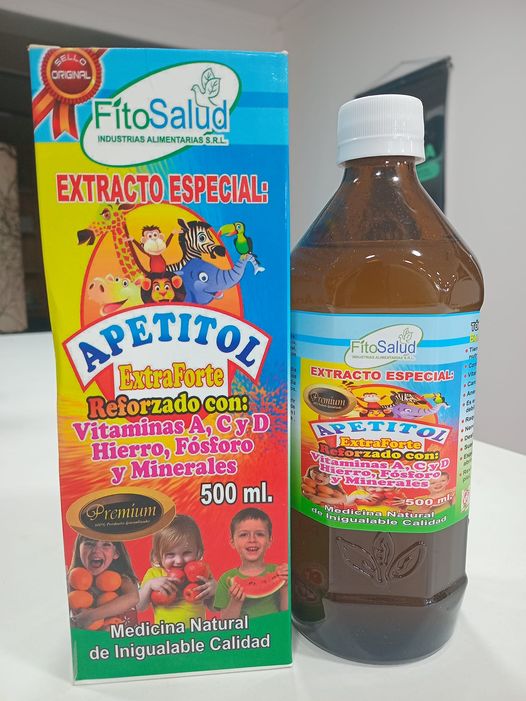 SELLO
ORIGINAL
FitoSalud
INDUSTRIAS ALIMENTARIAS S.R.L.
EXTRACTO ESPECIAL:
APETITOL
ExtraForte
Reforzado con:
Vitaminas A, C y D
Hierro, Fósforo
y Minerales
500 ml.
Premium
Medicina Natural
de Inigualable Calidad
FitoSalud
INDUSTRIAS ALIMENTARIAS S.R.L.
EXTRACTO ESPECIAL:
Premium
APETITOL
ExtraForte
Reforzado con:
Vitaminas A, C y D
Hierro, Fósforo
y Minerales
500 ml.
Medicina Natural
de Inigualable Calidad